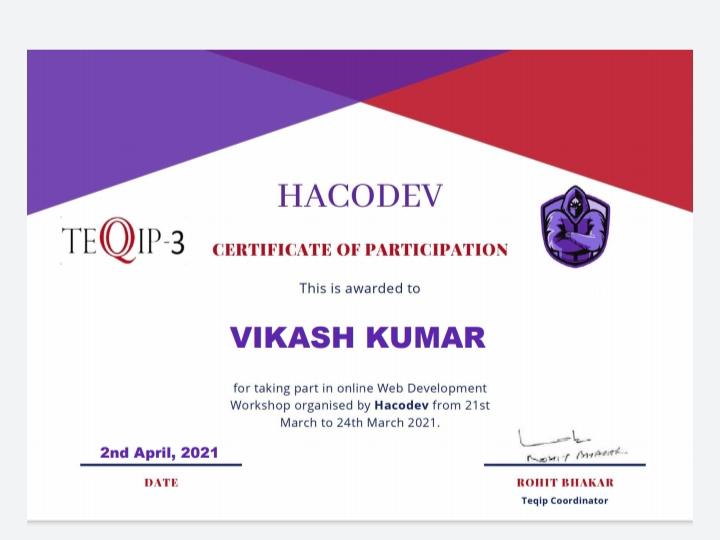 HACODEV
TEQIP-3
CERTIFICATE OF PARTICIPATION
This is awarded to
VIKASH KUMAR
for taking part in online Web Development
Workshop organised by Hacodev from 21st
March to 24th March 2021.
2nd April, 2021
DATE
ROHIT BHAKAR
ROHIT BHAKAR
Teqip Coordinator